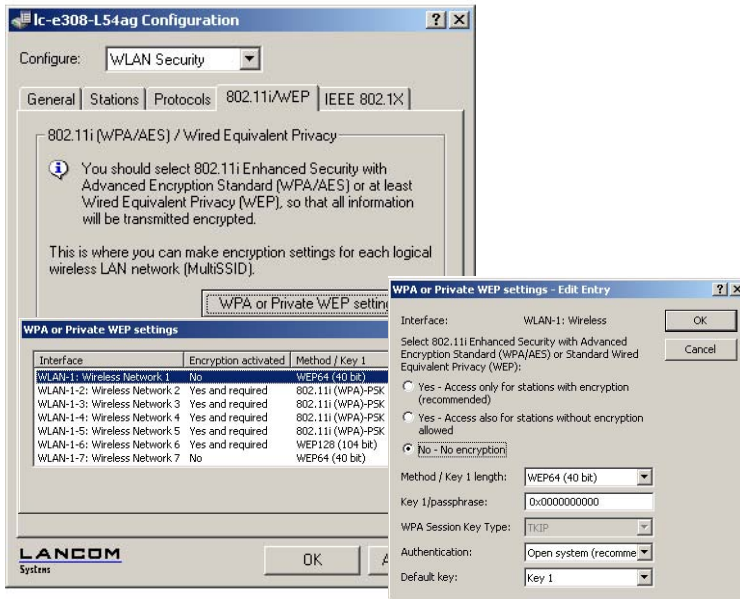 lc-e308-L54ag Configuration
Configure: WLAN Security
General Stations Protocols 802.11i/WEP IEEE 802.1X
802.11i (WPA/AES) / Wired Equivalent Privacy
You should select 802.11i Enhanced Security with
Advanced Encryption Standard (WPA/AES) or at least
Wired Equivalent Privacy (WEP), so that all information
will be transmitted encrypted.
This is where you can make encryption settings for each logical
wireless LAN network (MultiSSID).
WPA or Private WEP settin
WPA or Private WEP settings
Interface Encryption activated Method / Key 1
WLAN-1: Wireless Network 1 No WEP64 (40 bit)
WLAN-1-2: Wireless Network 2 Yes and required 802.11i (WPA)-PSK
WLAN-1-3: Wireless Network 3 Yes and required 802.11i (WPA)-PSK
WLAN-1-4: Wireless Network 4 Yes and required 802.11i (WPA)-PSK
WLAN-1-5: Wireless Network 5 Yes and required 802.11i (WPA)-PSK
WLAN-1-6: Wireless Network 6 Yes and required WEP128 (104 bit)
WLAN-1-7: Wireless Network 7 No WEP64 (40 bit)
LANCOM
Systems
OK
A
WPA or Private WEP settings - Edit Entry
Interface: WLAN-1: Wireless
OK
Cancel
Select 802.11i Enhanced Security with Advanced
Encryption Standard (WPA/AES) or Standard Wired
Equivalent Privacy (WEP):
Yes - Access only for stations with encryption
(recommended)
Yes - Access also for stations without encryption
allowed
No - No encryption
Method / Key 1 length: WEP64 (40 bit)
Key 1/passphrase: 0x0000000000
WPA Session Key Type: TKIP
Authentication: Open system (recomme
Default key: Key 1